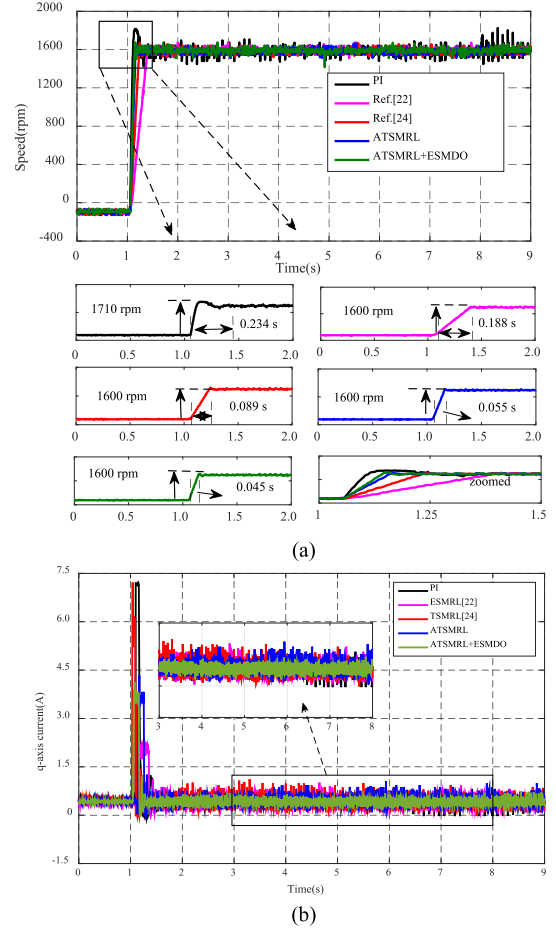 2000
1600
1200
800
400
0
-400
Speed(rpm)
PI
Ref.[22]
Ref.[24]
ATSMRL
ATSMRL+ESMDO
0 1 2 3 4 5 6 7 8 9
Time(s)
1710 rpm
0.234 s
0 0.5 1.0 1.5 2.0
1600 rpm
0.188 s
0 0.5 1.0 1.5 2.0
1600 rpm
0.089 s
0 0.5 1.0 1.5 2.0
1600 rpm
0.055 s
0 0.5 1.0 1.5 2.0
1600 rpm
0.045 s
0 0.5 1.0 1.5 2.0
zoomed
1 1.25 1.5
(a)
7.5
6.0
4.5
3.0
1.5
0
-1.5
q-axis current(A)
PI
ESMRL[22]
TSMRL[24]
ATSMRL
ATSMRL+ESMDO
3 4 5 6 7 8
0 1 2 3 4 5 6 7 8 9
Time(s)
(b)